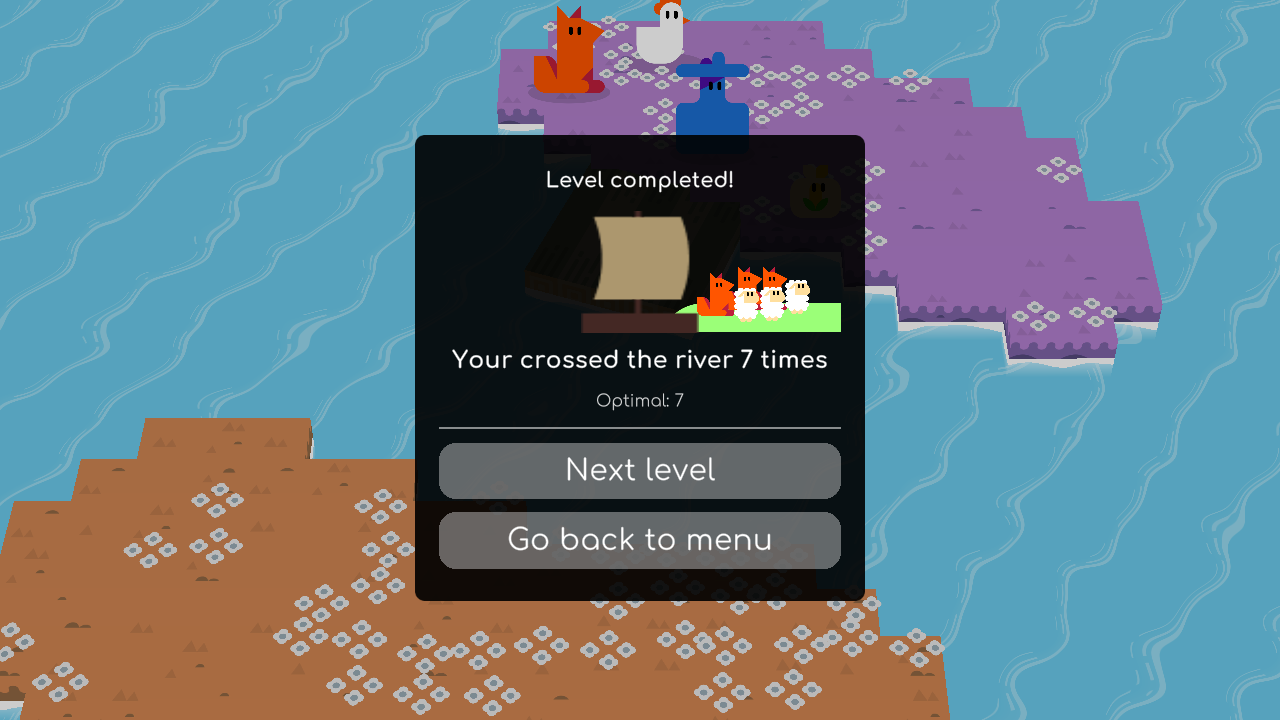 Level completed!
Your crossed the river 7 times
Optimal: 7
Next level
Go back to menu